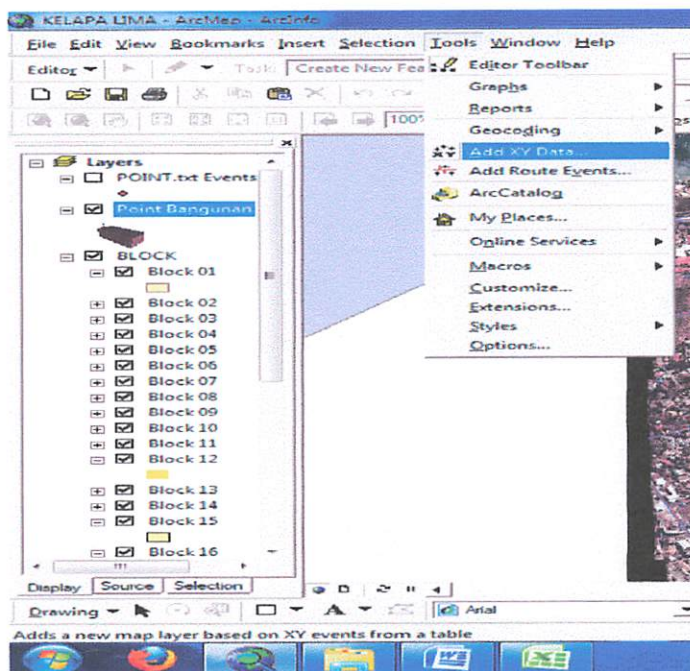 KELAPA LIMA - ArcMap - ArcInfo
File Edit View Bookmarks Insert Selection Tools Window Help
Editor Task: Create New Fea
100%
Editor Toolbar
Graphs
Reports
Geocoding
Add XY Data...
Add Route Events...
ArcCatalog
My Places...
Online Services
Macros
Customize...
Extensions...
Styles
Options...
Layers
POINT.txt Events
Point Bangunan
BLOCK
Block 01
Block 02
Block 03
Block 04
Block 05
Block 06
Block 07
Block 08
Block 09
Block 10
Block 11
Block 12
Block 13
Block 14
Block 15
Block 16
Display Source Selection
Drawing A Arial
Adds a new map layer based on XY events from a table